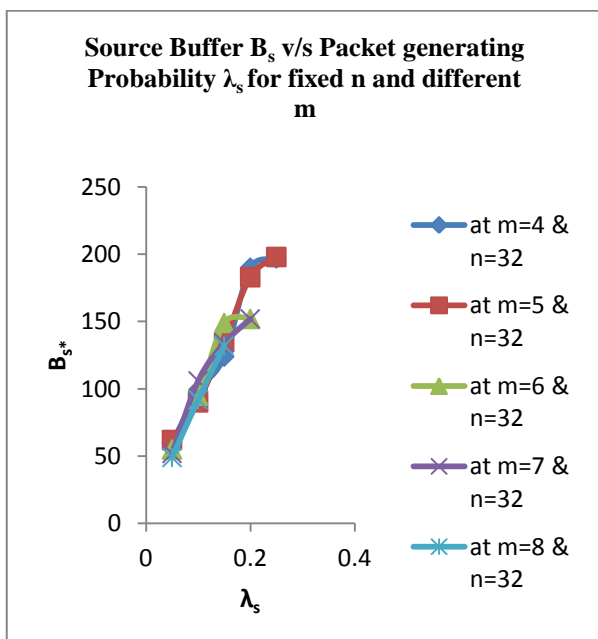 Source Buffer Bs v/s Packet generating
Probability λs for fixed n and different
m
250
200
150
100
50
0
Bs*
0
0.2
0.4
λs
at m=4 &
n=32
at m=5 &
n=32
at m=6 &
n=32
at m=7 &
n=32
at m=8 &
n=32